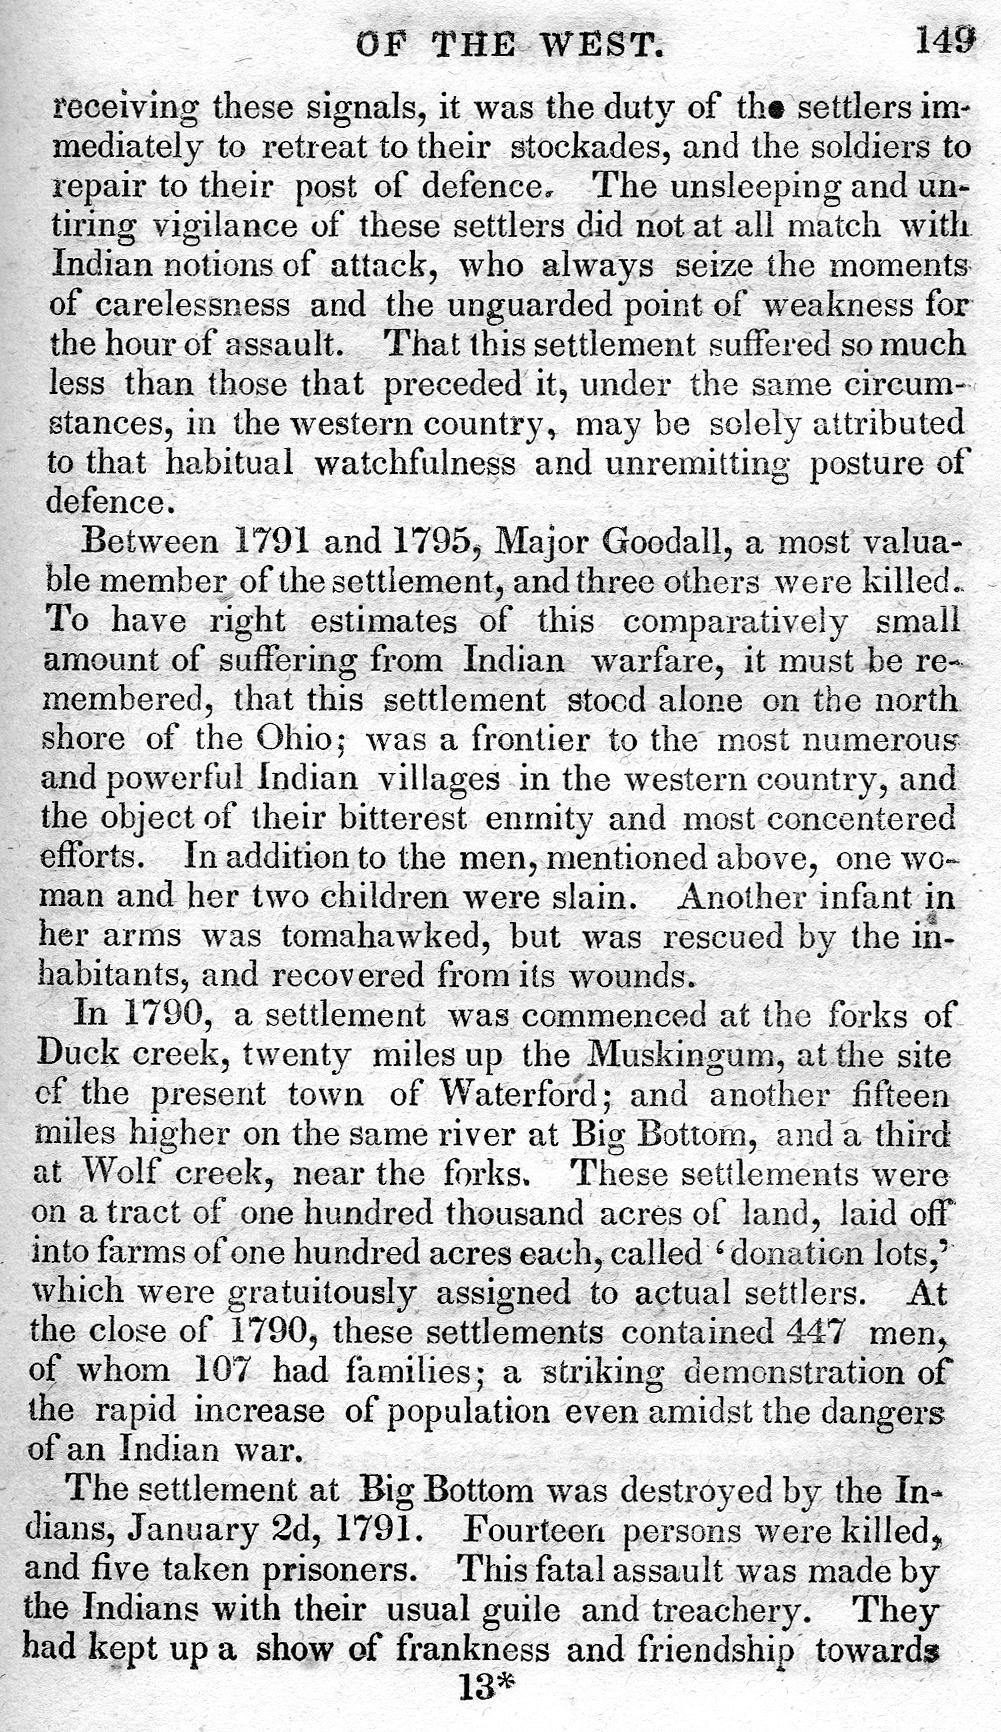 OF THE WEST. 149
receiving these signals, it was the duty of the settlers im-
mediately to retreat to their stockades, and the soldiers to
repair to their post of defence. The unsleeping and un-
tiring vigilance of these settlers did not at all match with
Indian notions of attack, who always seize the moments
of carelessness and the unguarded point of weakness for
the hour of assault. That this settlement suffered so much
less than those that preceded it, under the same circum-
stances, in the western country, may be solely attributed
to that habitual watchfulness and unremitting posture of
defence.
Between 1791 and 1795, Major Goodall, a most valua-
ble member of the settlement, and three others were killed.
To have right estimates of this comparatively small
amount of suffering from Indian warfare, it must be re-
membered, that this settlement stood alone on the north
shore of the Ohio; was a frontier to the most numerous
and powerful Indian villages in the western country, and
the object of their bitterest enmity and most concentered
efforts. In addition to the men, mentioned above, one wo-
man and her two children were slain. Another infant in
her arms was tomahawked, but was rescued by the in-
habitants, and recovered from its wounds.
In 1790, a settlement was commenced at the forks of
Duck creek, twenty miles up the Muskingum, at the site
of the present town of Waterford; and another fifteen
miles higher on the same river at Big Bottom, and a third
at Wolf creek, near the forks. These settlements were
on a tract of one hundred thousand acres of land, laid off
into farms of one hundred acres each, called ‘donation lots,’
which were gratuitously assigned to actual settlers. At
the close of 1790, these settlements contained 447 men,
of whom 107 had families; a striking demonstration of
the rapid increase of population even amidst the dangers
of an Indian war.
The settlement at Big Bottom was destroyed by the In-
dians, January 2d, 1791. Fourteen persons were killed,
and five taken prisoners. This fatal assault was made by
the Indians with their usual guile and treachery. They
had kept up a show of frankness and friendship towards
13*